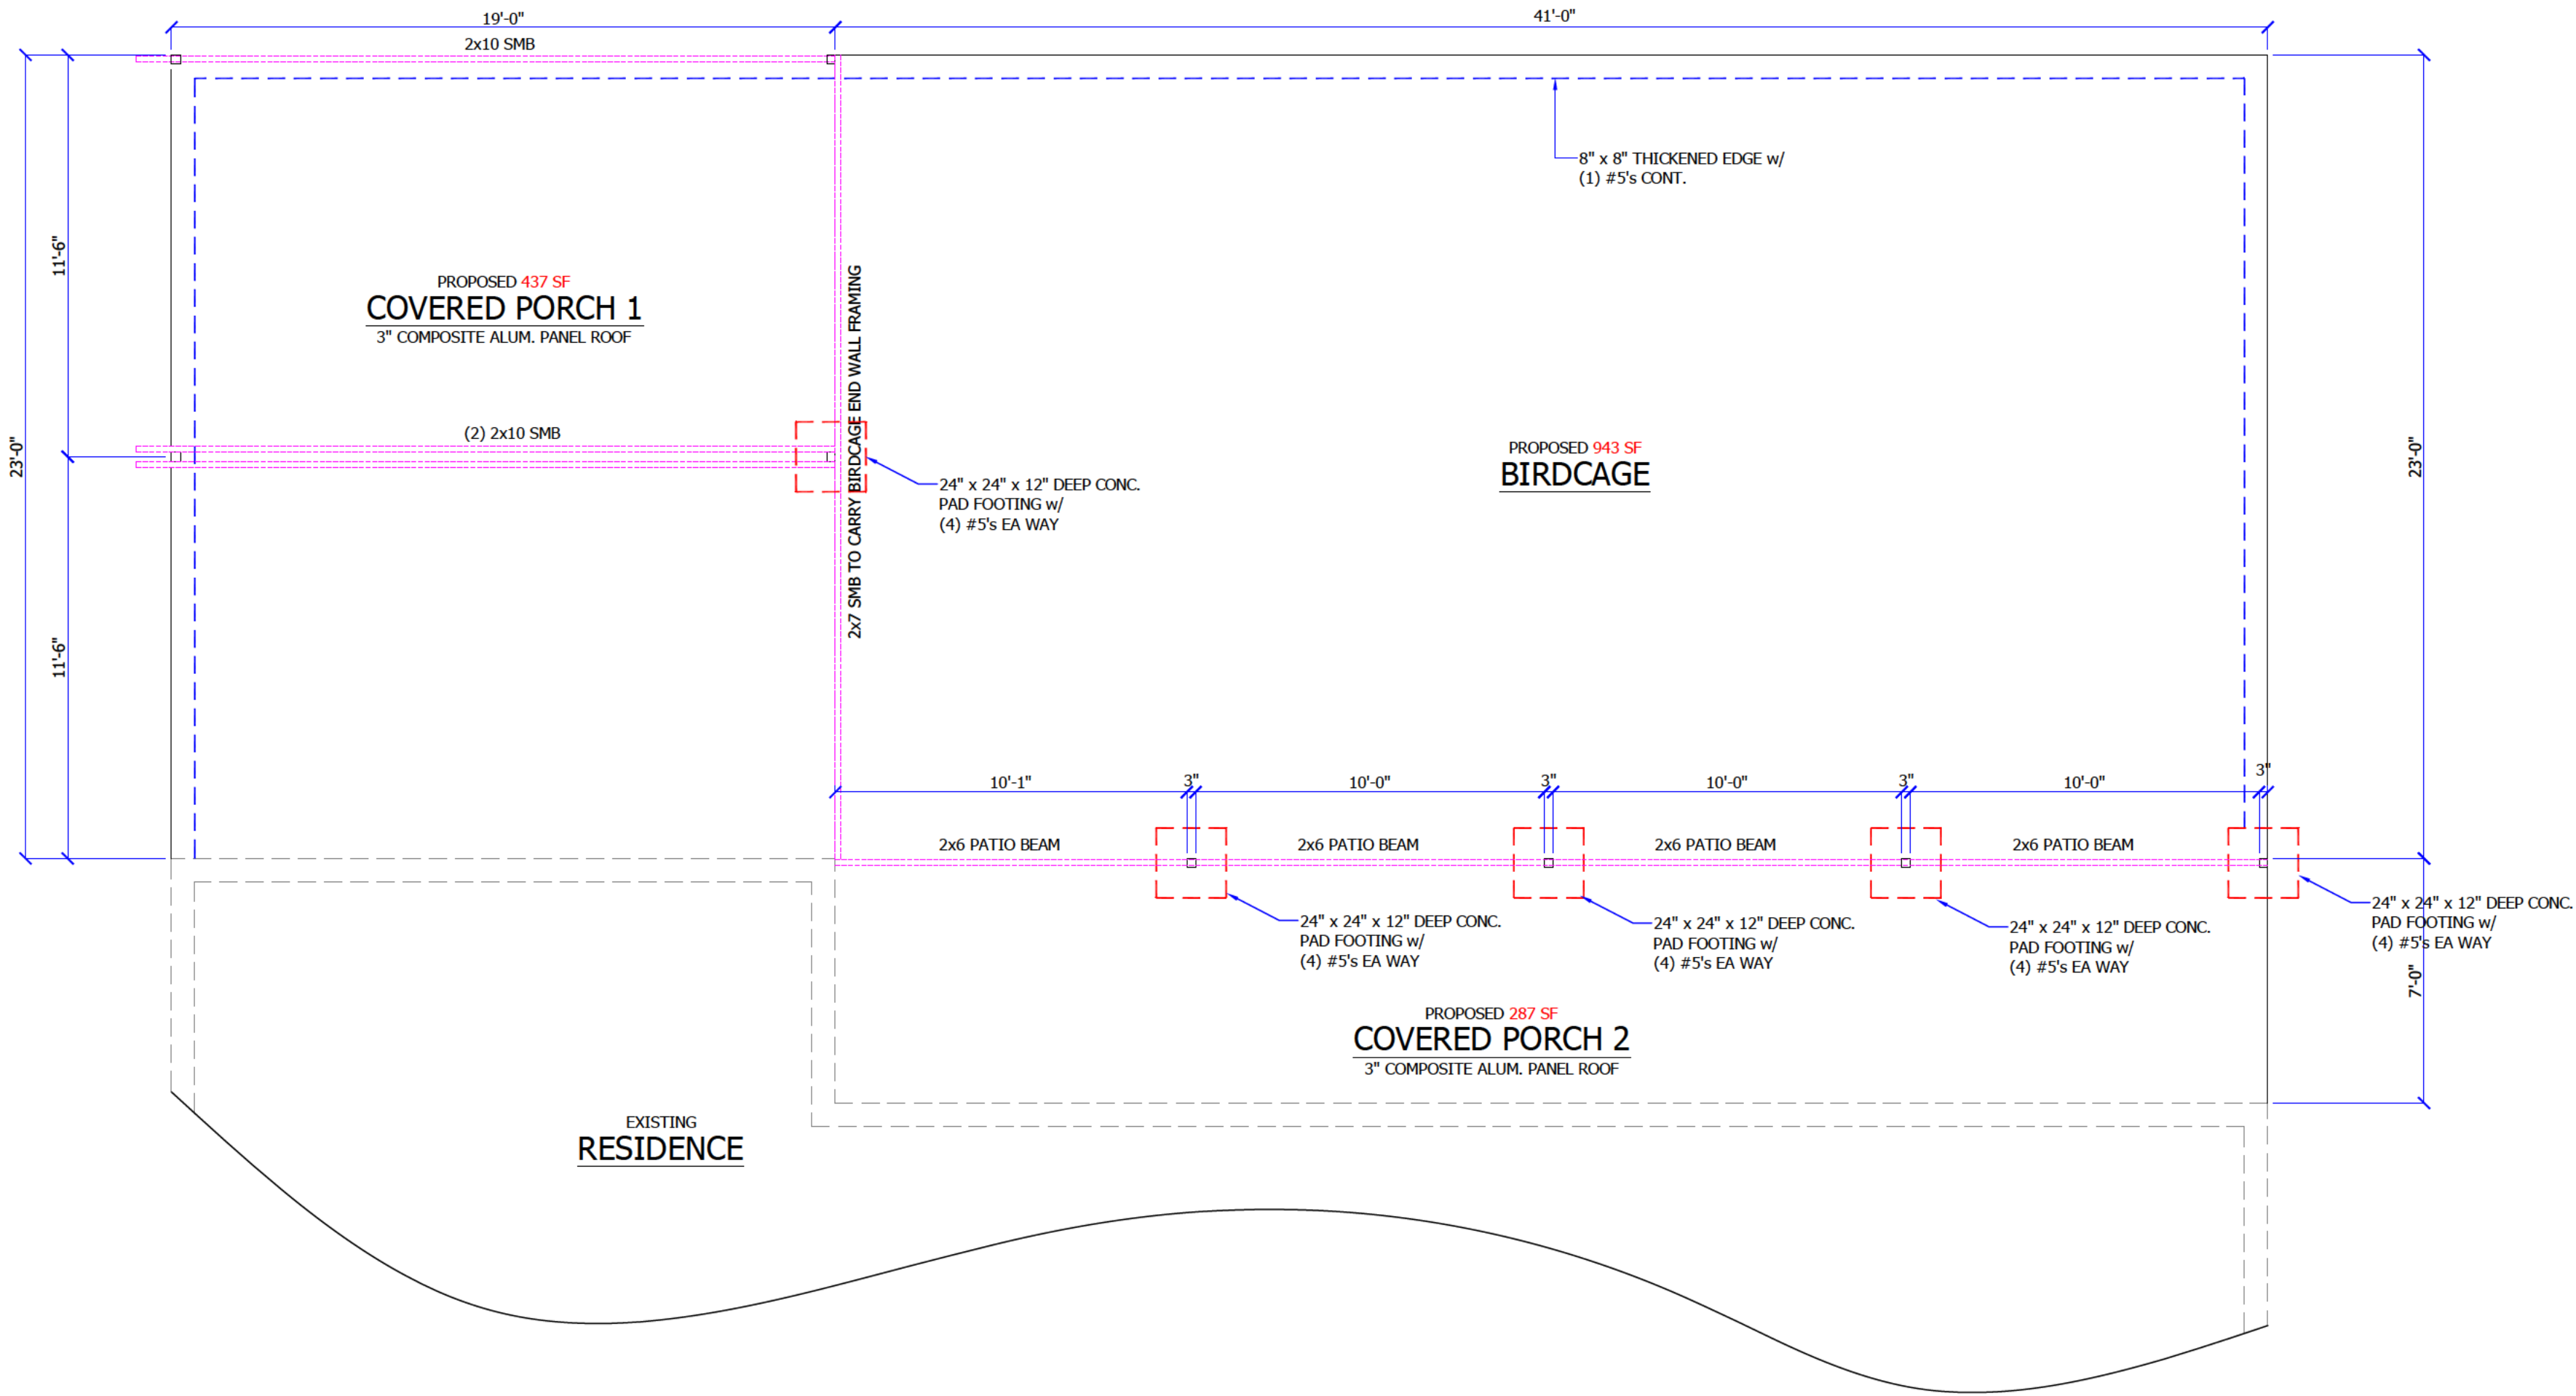 19'-0"
41'-0"
2x10 SMB
8" x 8" THICKENED EDGE w/
(1) #5's CONT.
11'-6"
PROPOSED 437 SF
COVERED PORCH 1
3" COMPOSITE ALUM. PANEL ROOF
2x7 SMB TO CARRY BIRDCAGE END WALL FRAMING
(2) 2x10 SMB
23'-0"
PROPOSED 943 SF
BIRDCAGE
23'-0"
24" x 24" x 12" DEEP CONC.
PAD FOOTING w/
(4) #5's EA WAY
11'-6"
10'-1"
3"
10'-0"
3"
10'-0"
3"
10'-0"
3"
2x6 PATIO BEAM
2x6 PATIO BEAM
2x6 PATIO BEAM
2x6 PATIO BEAM
24" x 24" x 12" DEEP CONC.
PAD FOOTING w/
(4) #5's EA WAY
24" x 24" x 12" DEEP CONC.
PAD FOOTING w/
(4) #5's EA WAY
24" x 24" x 12" DEEP CONC.
PAD FOOTING w/
(4) #5's EA WAY
24" x 24" x 12" DEEP CONC.
PAD FOOTING w/
(4) #5's EA WAY
7'-0"
PROPOSED 287 SF
COVERED PORCH 2
3" COMPOSITE ALUM. PANEL ROOF
EXISTING
RESIDENCE